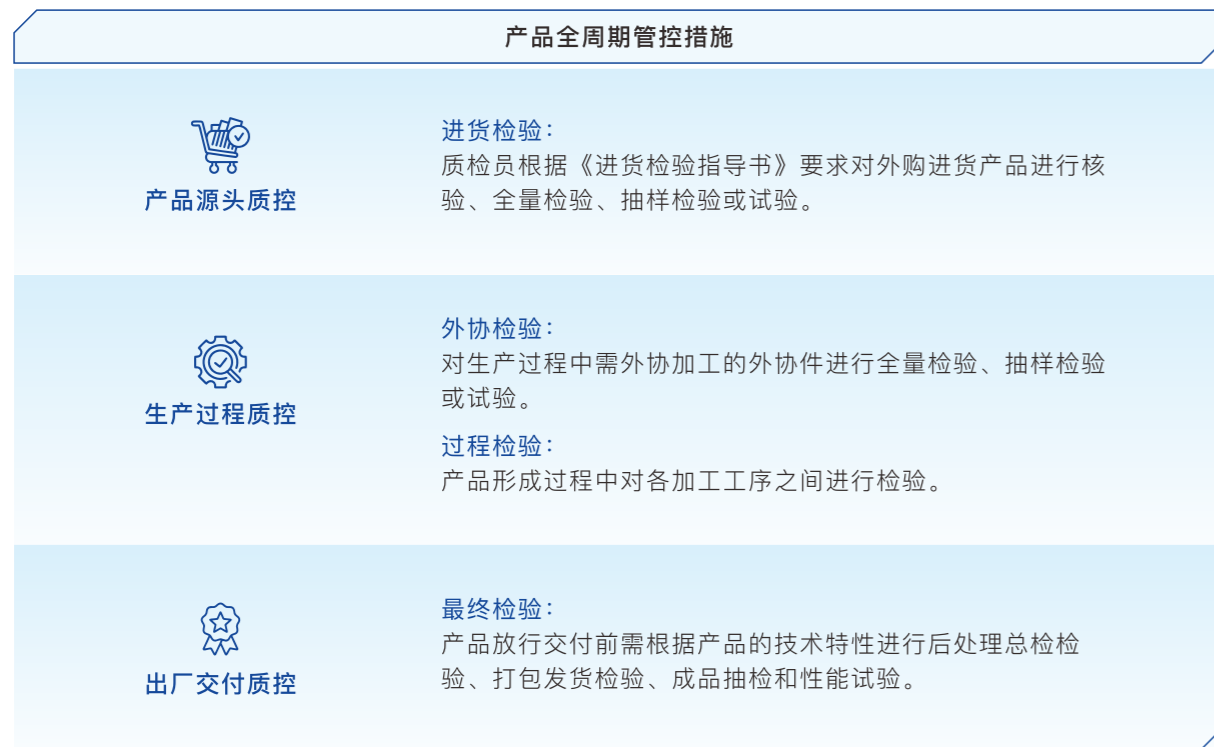 产品全周期管控措施
产品源头质控
进货检验：
质检员根据《进货检验指导书》要求对外购进货产品进行核
验、全量检验、抽样检验或试验。
生产过程质控
外协检验：
对生产过程中需外协加工的外协件进行全量检验、抽样检验
或试验。
过程检验：
产品形成过程中对各加工工序之间进行检验。
出厂交付质控
最终检验：
产品放行交付前需根据产品的技术特性进行后处理总检检
验、打包发货检验、成品抽检和性能试验。